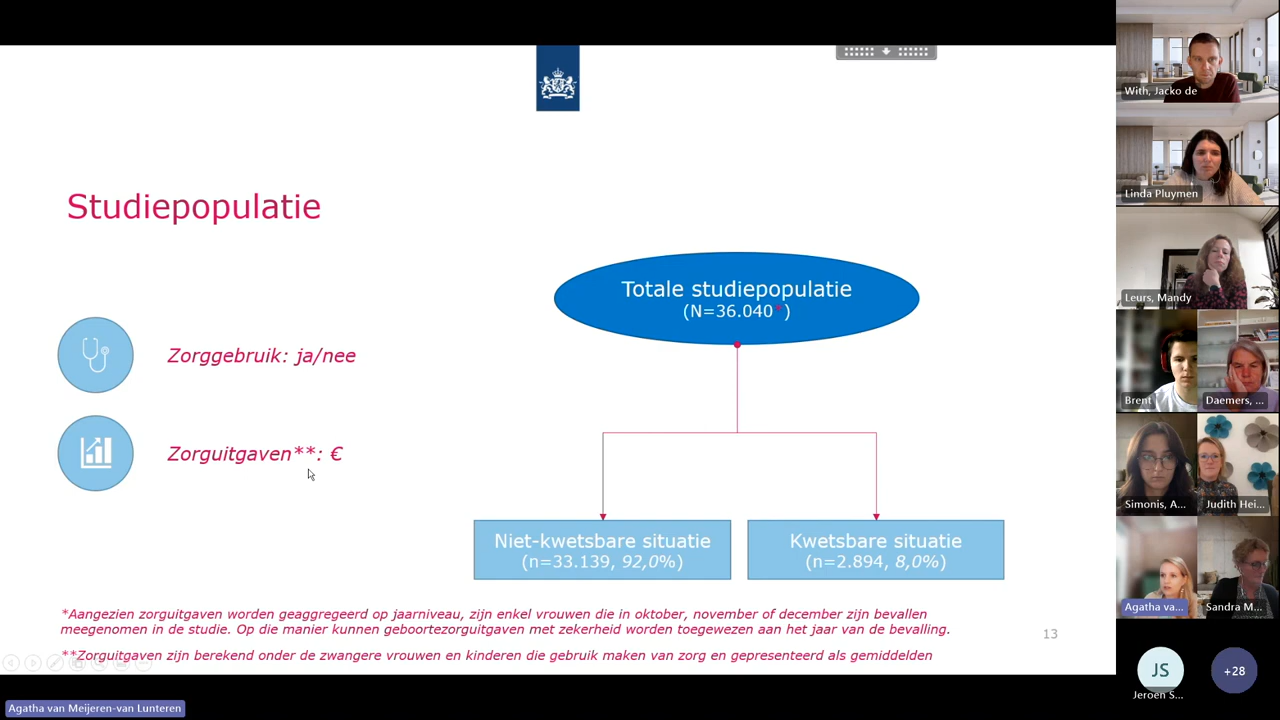 Studiepopulatie
Totale studiepopulatie
(N=36.040*)
Zorggebruik: ja/nee
Zorguitgaven**: €
Niet-kwetsbare situatie
(n=33.139, 92,0%)
Kwetsbare situatie
(n=2.894, 8,0%)
*Aangezien zorguitgaven worden geaggregeerd op jaarniveau, zijn enkel vrouwen die in oktober, november of december zijn bevallen
meegenomen in de studie. Op die manier kunnen geboortezorguitgaven met zekerheid worden toegewezen aan het jaar van de bevalling.
**Zorguitgaven zijn berekend onder de zwangere vrouwen en kinderen die gebruik maken van zorg en gepresenteerd als gemiddelden
13
Agatha van Meijeren-van Lunteren
With, Jacko de
Linda Pluymen
Leurs, Mandy
Brent
Daemers, ...
Simonis, A...
Judith Hei...
Agatha va...
Sandra M...
JS
Jeroen S...
+28